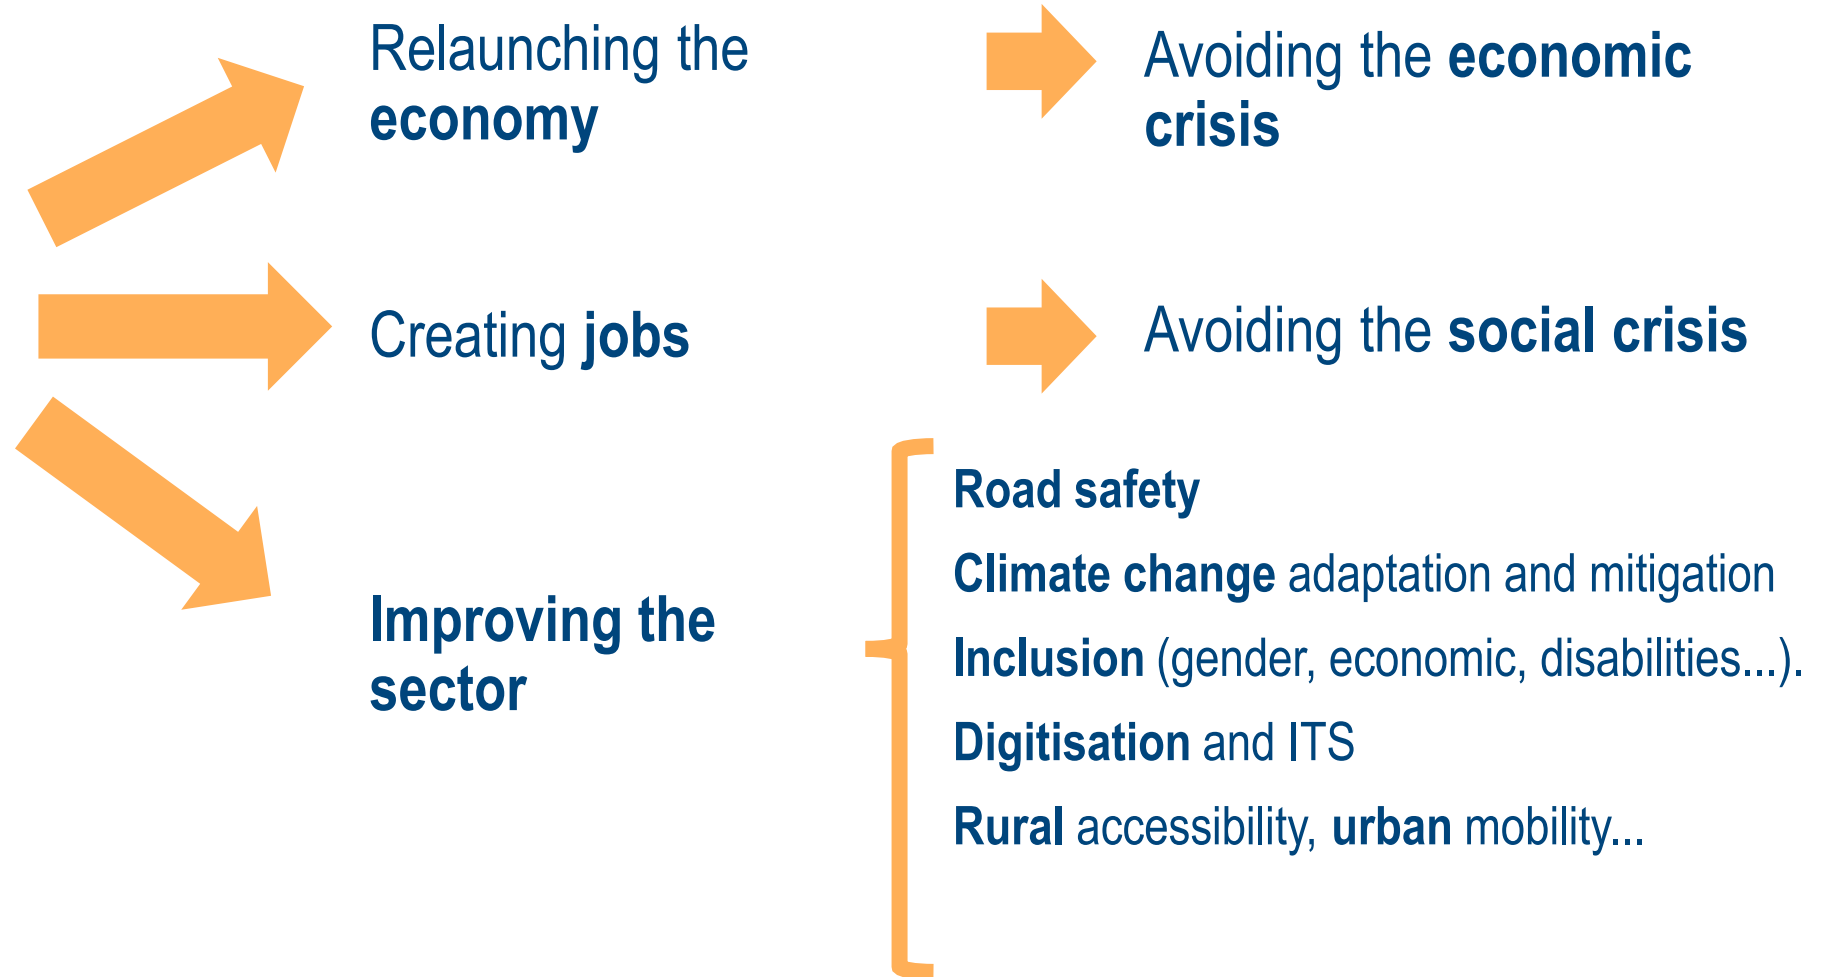 Relaunching the
economy
Avoiding the economic
crisis
Creating jobs
Avoiding the social crisis
Improving the
sector
Road safety
Climate change adaptation and mitigation
Inclusion (gender, economic, disabilities...).
Digitisation and ITS
Rural accessibility, urban mobility...